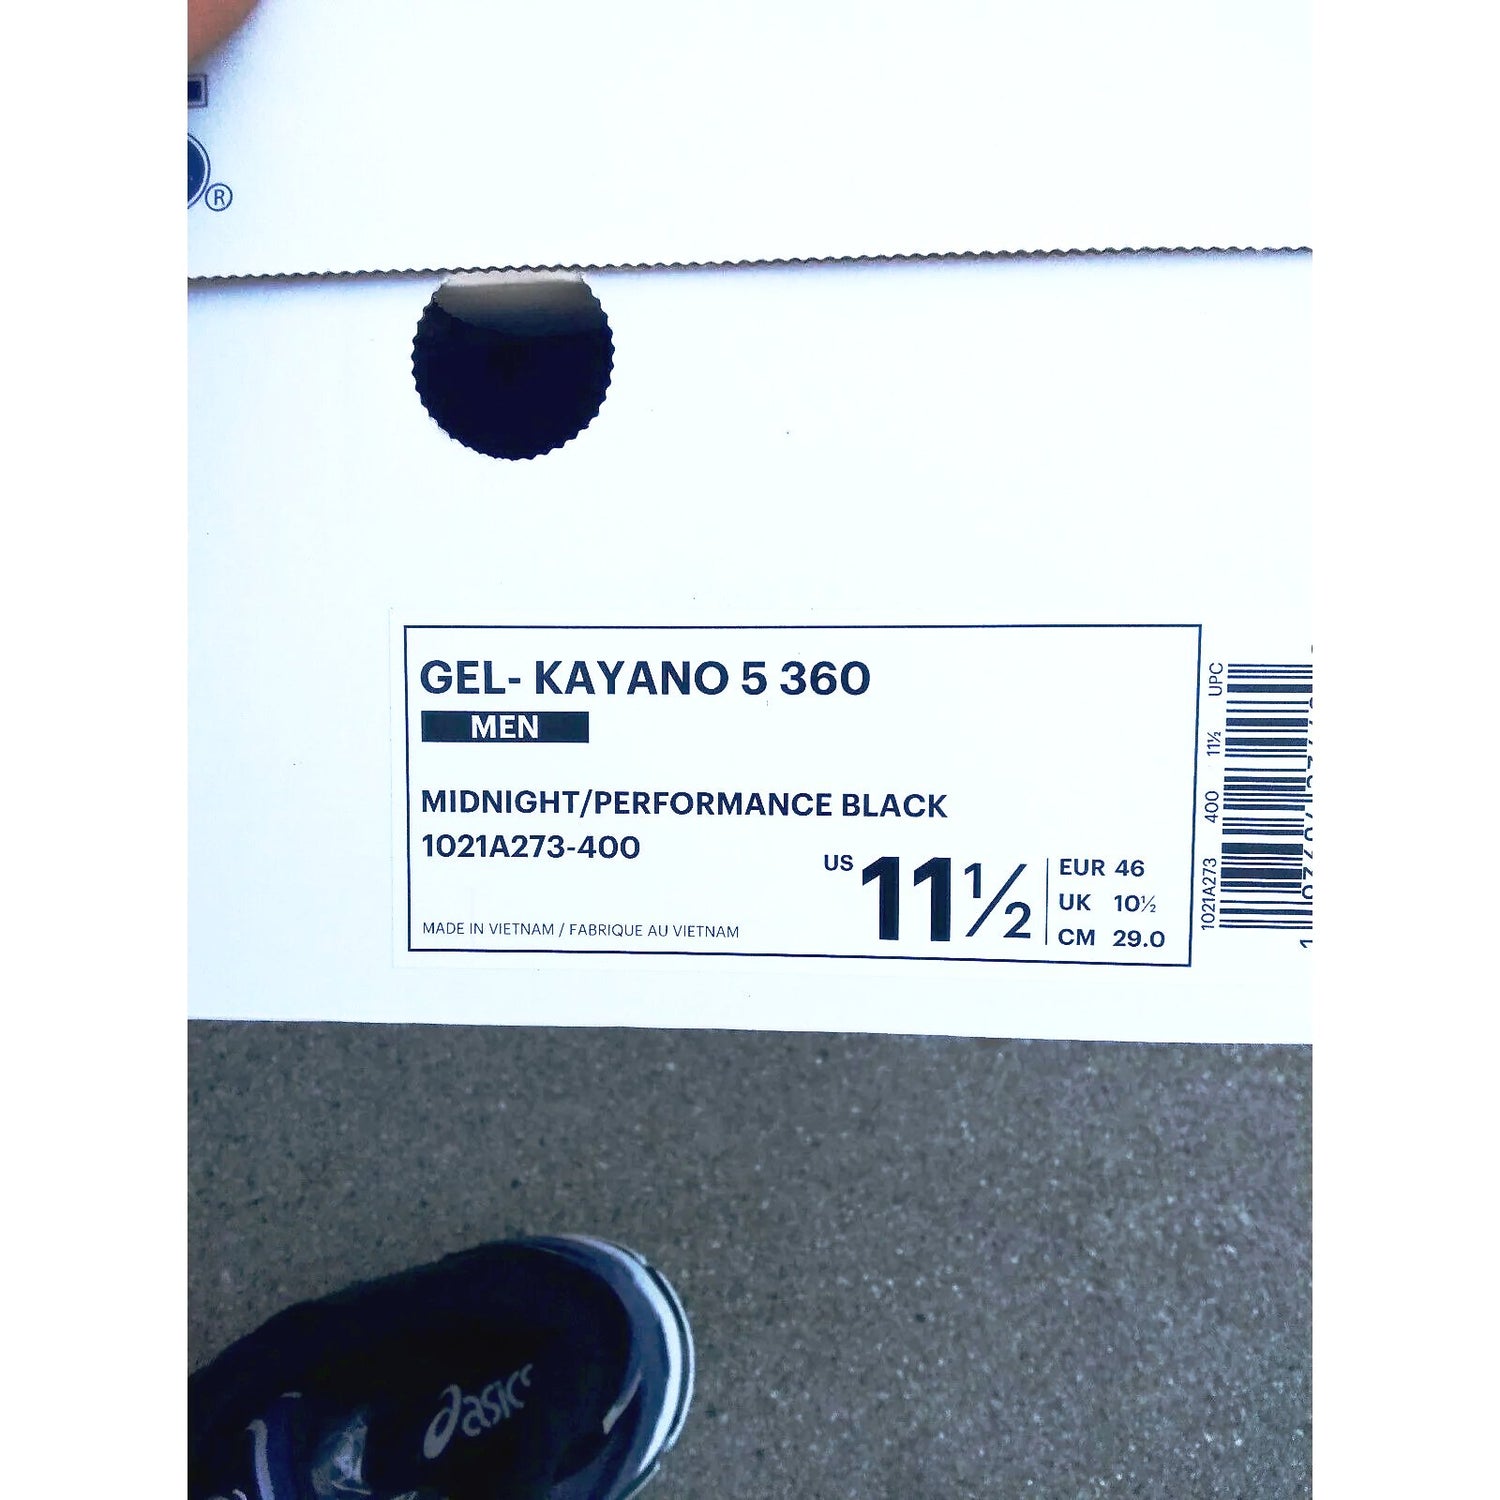 ®
GEL- KAYANO 5 360
MEN
MIDNIGHT/PERFORMANCE BLACK
1021A273-400
US 11½
EUR 46
UK 10½
CM 29.0
MADE IN VIETNAM / FABRIQUE AU VIETNAM
1021A273 400 11½ UPC
asics